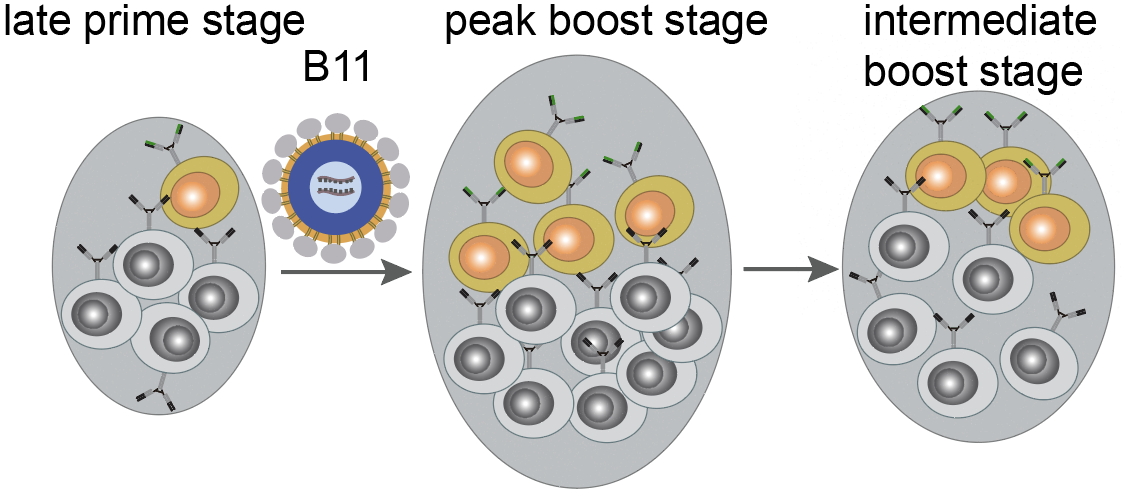 late prime stage
B11
peak boost stage
intermediate
boost stage